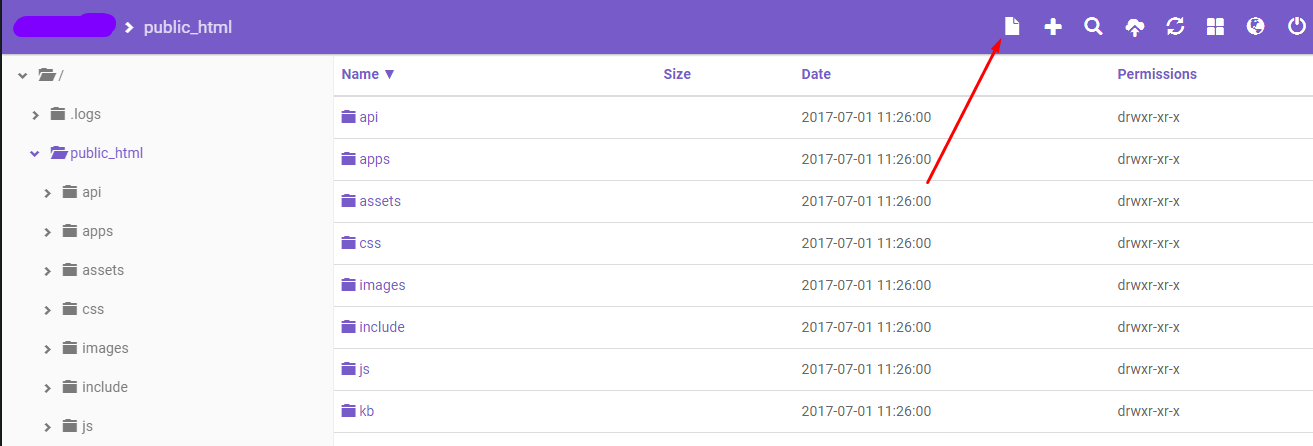 public_html
/
.logs
public_html
api
apps
assets
css
images
include
js
Name Size Date Permissions
api 2017-07-01 11:26:00 drwxr-xr-x
apps 2017-07-01 11:26:00 drwxr-xr-x
assets 2017-07-01 11:26:00 drwxr-xr-x
css 2017-07-01 11:26:00 drwxr-xr-x
images 2017-07-01 11:26:00 drwxr-xr-x
include 2017-07-01 11:26:00 drwxr-xr-x
js 2017-07-01 11:26:00 drwxr-xr-x
kb 2017-07-01 11:26:00 drwxr-xr-x